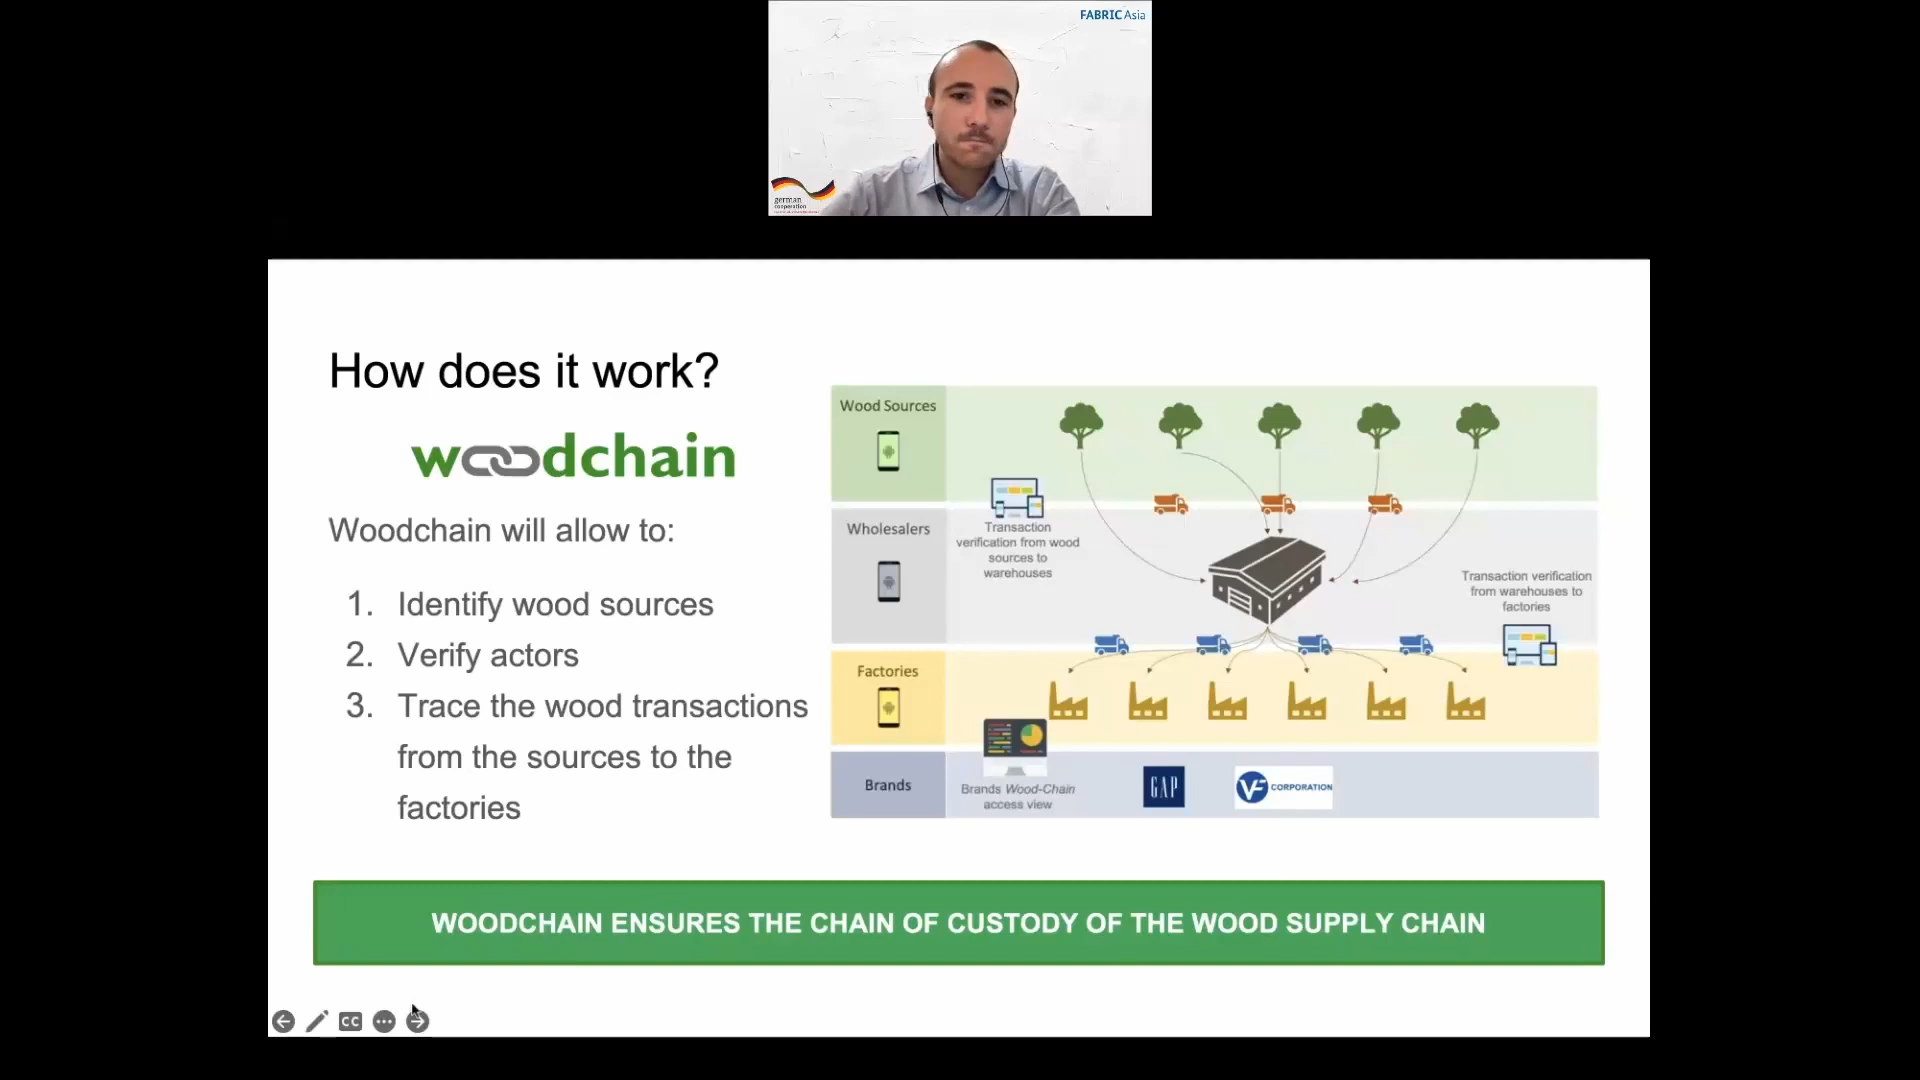 FABRIC Asia
german
cooperation
How does it work?
woodchain
Woodchain will allow to:
1. Identify wood sources
2. Verify actors
3. Trace the wood transactions
from the sources to the
factories
Wood Sources
Wholesalers
Transaction
verification from wood
sources to
warehouses
Transaction verification
from warehouses to
factories
Factories
Brands
Brands Wood-Chain
access view
GAP
VF CORPORATION
WOODCHAIN ENSURES THE CHAIN OF CUSTODY OF THE WOOD SUPPLY CHAIN
CC